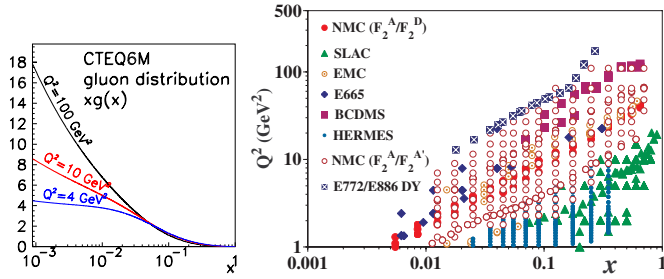 CTEQ6M
gluon distribution
xg(x)
Q²=100 GeV²
Q²=10 GeV²
Q²=4 GeV²
18
16
14
12
10
8
6
4
2
0
10⁻³ 10⁻² 10⁻¹ 1
x
Q² (GeV²)
500
100
10
1
NMC (F₂ᴬ/F₂ᴰ)
SLAC
EMC
E665
BCDMS
HERMES
NMC (F₂ᴬ/F₂ᴬ')
E772/E886 DY
0.001 0.01 0.1 x 1